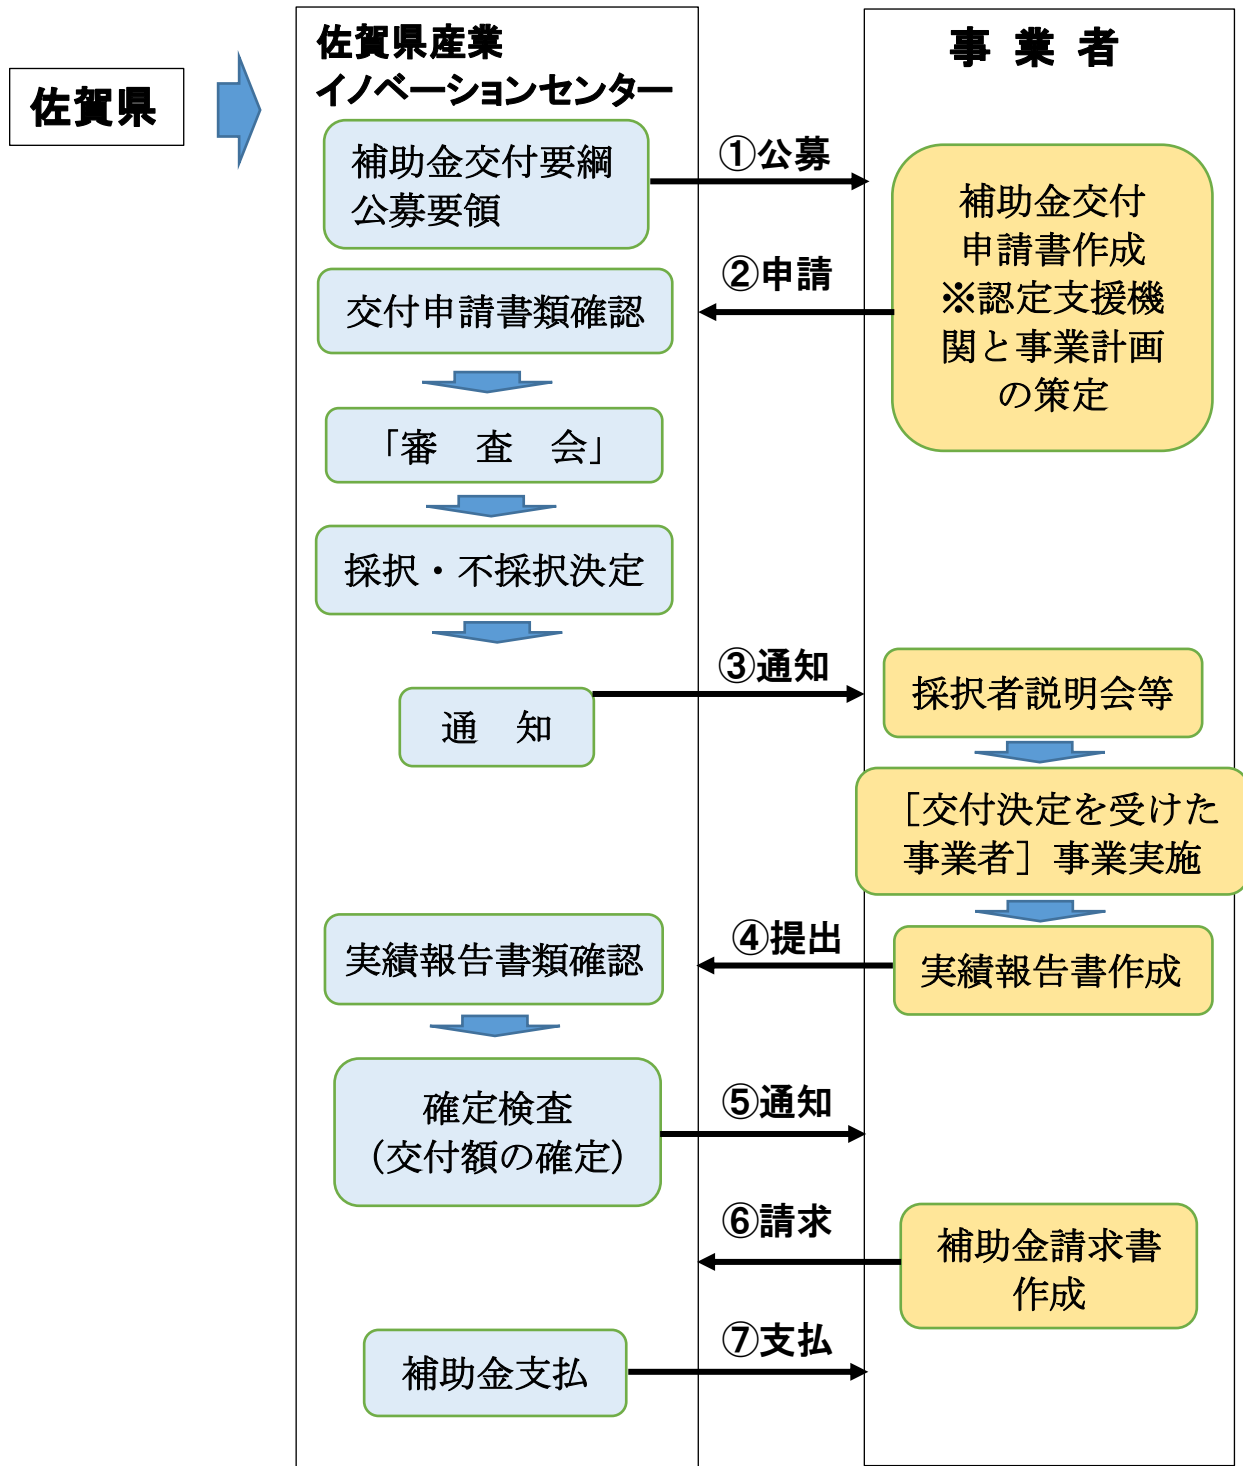 佐賀県
佐賀県産業
イノベーションセンター
事 業 者
補助金交付要綱
公募要領
①公募
補助金交付
申請書作成
※認定支援機
関と事業計画
の策定
②申請
交付申請書類確認
「審　査　会」
採択・不採択決定
③通知
通　知
採択者説明会等
［交付決定を受けた
事業者］事業実施
④提出
実績報告書類確認
実績報告書作成
確定検査
（交付額の確定）
⑤通知
⑥請求
補助金請求書
作成
⑦支払
補助金支払